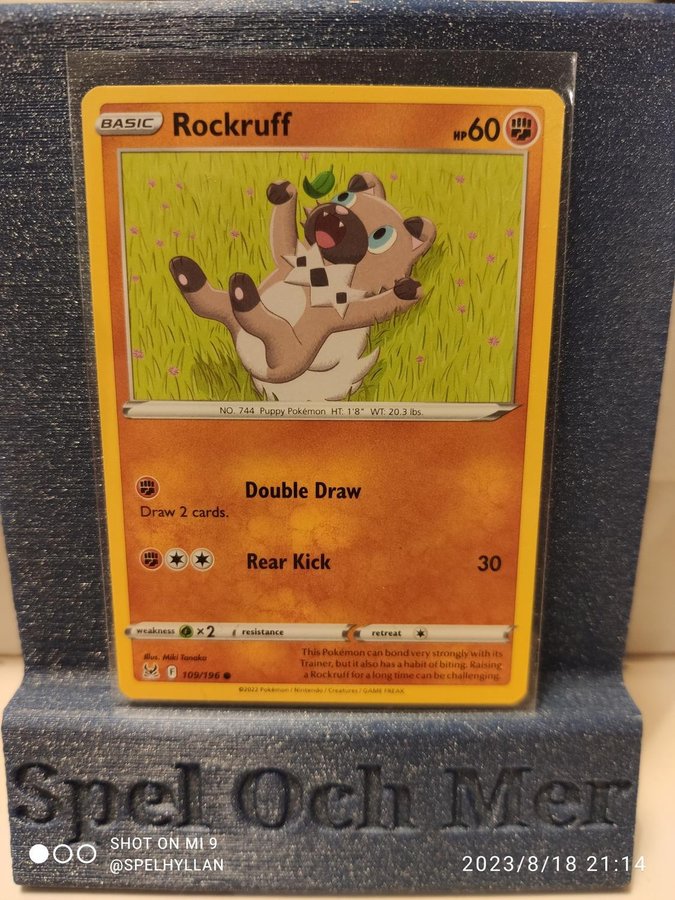 BASIC Rockruff HP60
NO. 744 Puppy Pokémon HT: 1'8" WT: 20.3 lbs.
Double Draw
Draw 2 cards.
Rear Kick 30
weakness ×2 resistance retreat
Illus. Miki Tanaka
F 109/196
This Pokémon can bond very strongly with its
Trainer, but it also has a habit of biting. Raising
a Rockruff for a long time can be challenging.
©2022 Pokémon / Nintendo / Creatures / GAME FREAK
Spel Och Mer
SHOT ON MI 9
@SPELHYLLAN
2023/8/18 21:14